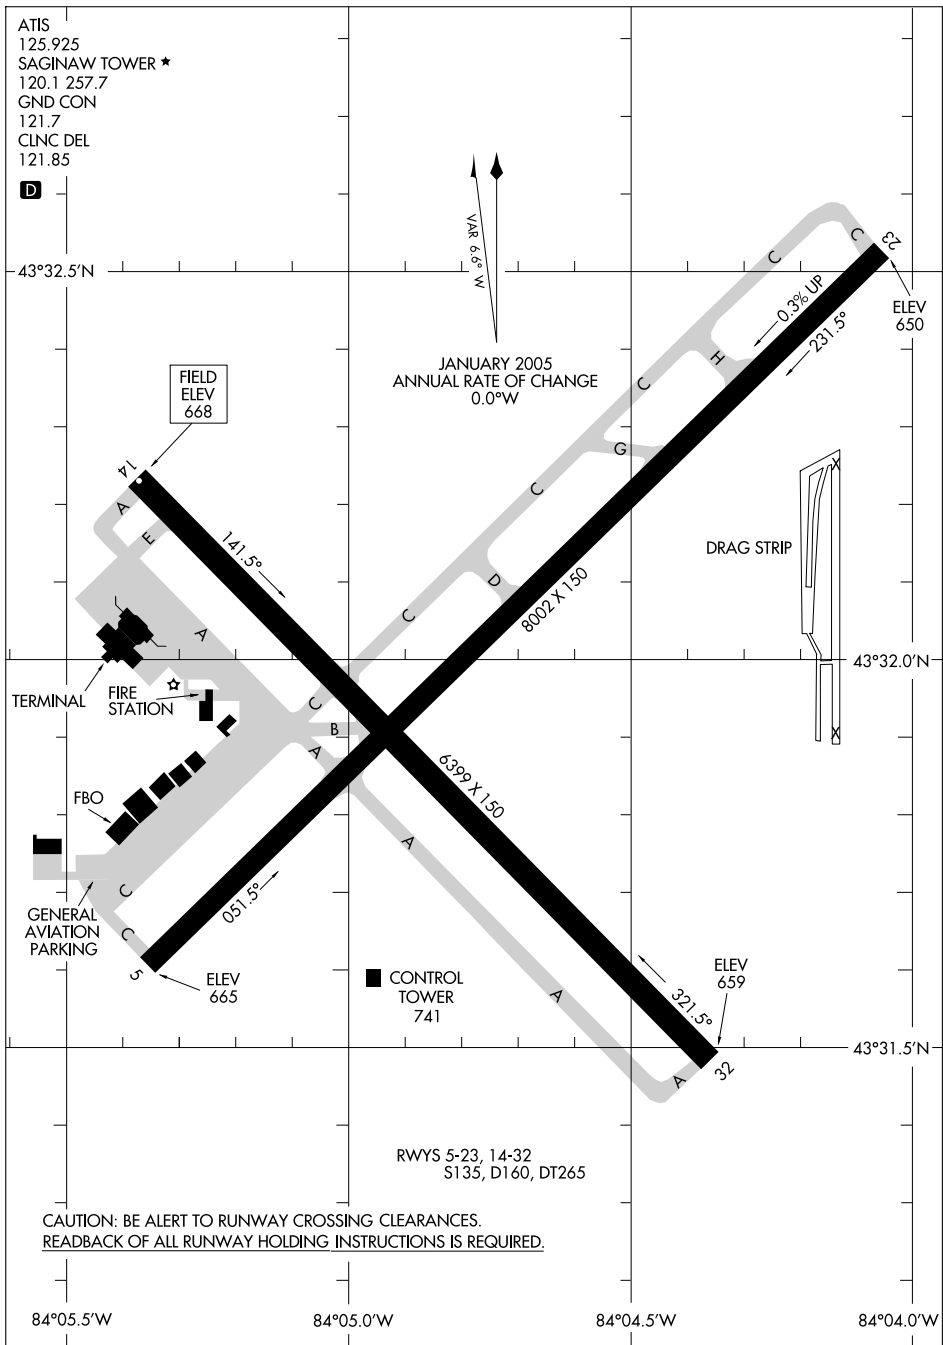 ATIS
125.925
SAGINAW TOWER ★
120.1 257.7
GND CON
121.7
CLNC DEL
121.85
D
VAR 6.6° W
JANUARY 2005
ANNUAL RATE OF CHANGE
0.0°W
43°32.5'N
C
23
C
ELEV
650
0.3% UP
231.5°
H
C
FIELD
ELEV
668
14
A
E
141.5°
G
C
X
DRAG STRIP
D
8002 X 150
C
A
43°32.0'N
TERMINAL
FIRE
STATION
C
B
A
X
6399 X 150
FBO
A
C
051.5°
GENERAL
AVIATION
PARKING
C
5
ELEV
665
CONTROL
TOWER
741
A
ELEV
659
321.5°
43°31.5'N
A
32
RWYS 5-23, 14-32
S135, D160, DT265
CAUTION: BE ALERT TO RUNWAY CROSSING CLEARANCES.
READBACK OF ALL RUNWAY HOLDING INSTRUCTIONS IS REQUIRED.
84°05.5'W
84°05.0'W
84°04.5'W
84°04.0'W